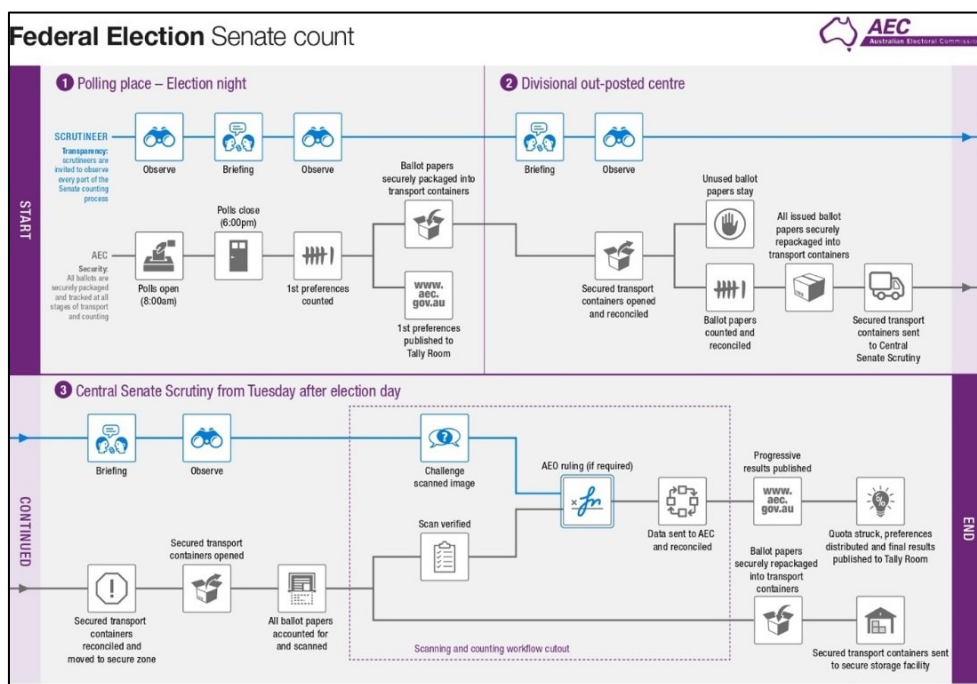 Federal Election Senate count
AEC
Australian Electoral Commission
START
1 Polling place – Election night
SCRUTINEER
Transparency:
scrutineers are
invited to observe
every part of the
Senate counting
process
Observe
Briefing
Observe
Ballot papers
securely packaged into
transport containers
AEC
Security:
All ballots are
securely packaged
and tracked at all
stages of transport
and counting
Polls open
(8:00am)
Polls close
(6:00pm)
1st preferences
counted
www.
aec.
gov.au
1st preferences
published to
Tally Room
2 Divisional out-posted centre
Briefing
Observe
Secured transport
containers opened
and reconciled
Unused ballot
papers stay
Ballot papers
counted and
reconciled
All issued ballot
papers securely
repackaged into
transport containers
Secured transport
containers sent
to Central
Senate Scrutiny
CONTINUED
3 Central Senate Scrutiny from Tuesday after election day
Briefing
Observe
Challenge
scanned image
Secured transport
containers
reconciled and
moved to secure
zone
Secured transport
containers opened
All ballot papers
accounted for
and scanned
Scan verified
AEO ruling (if required)
Data sent to AEC
and reconciled
Scanning and counting workflow cutout
Progressive
results published
www.
aec.
gov.au
Quota struck, preferences
distributed and final results
published to Tally Room
Ballot papers
securely repackaged
into transport
containers
Secured transport containers sent
to secure storage facility
END